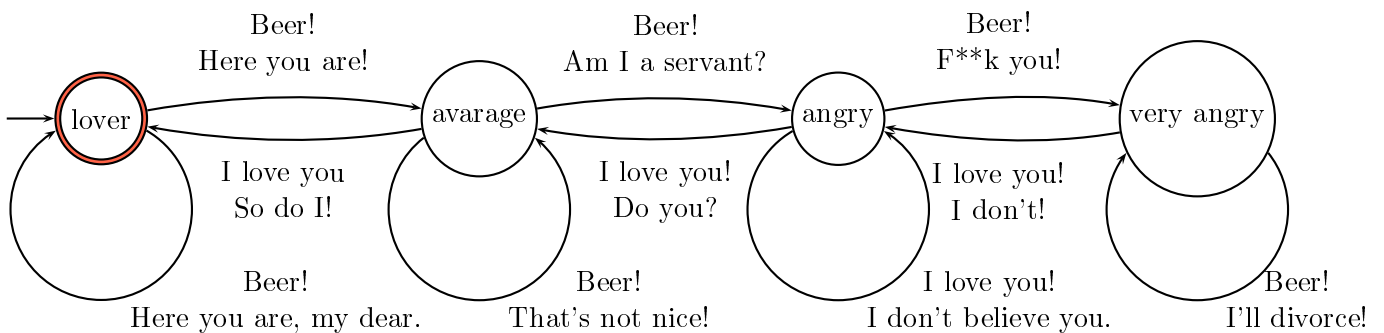 Beer!
Here you are!
Beer!
Am I a servant?
Beer!
F**k you!
lover
avarage
angry
very angry
I love you
So do I!
I love you!
Do you?
I love you!
I don't!
Beer!
Here you are, my dear.
Beer!
That's not nice!
I love you!
I don't believe you.
Beer!
I'll divorce!